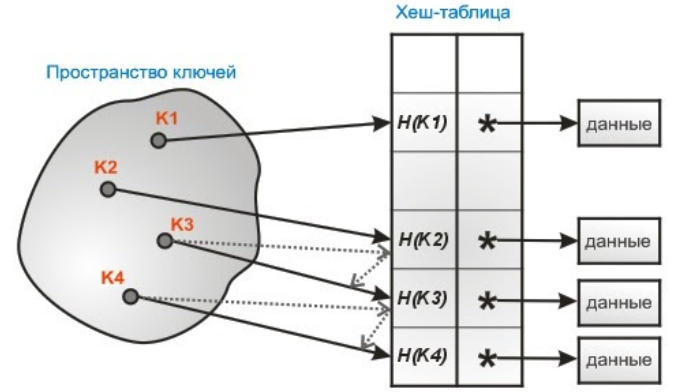 Хеш-таблица
Пространство ключей
K1
H(K1)
*
данные
K2
K3
H(K2)
*
данные
K4
H(K3)
*
данные
H(K4)
*
данные